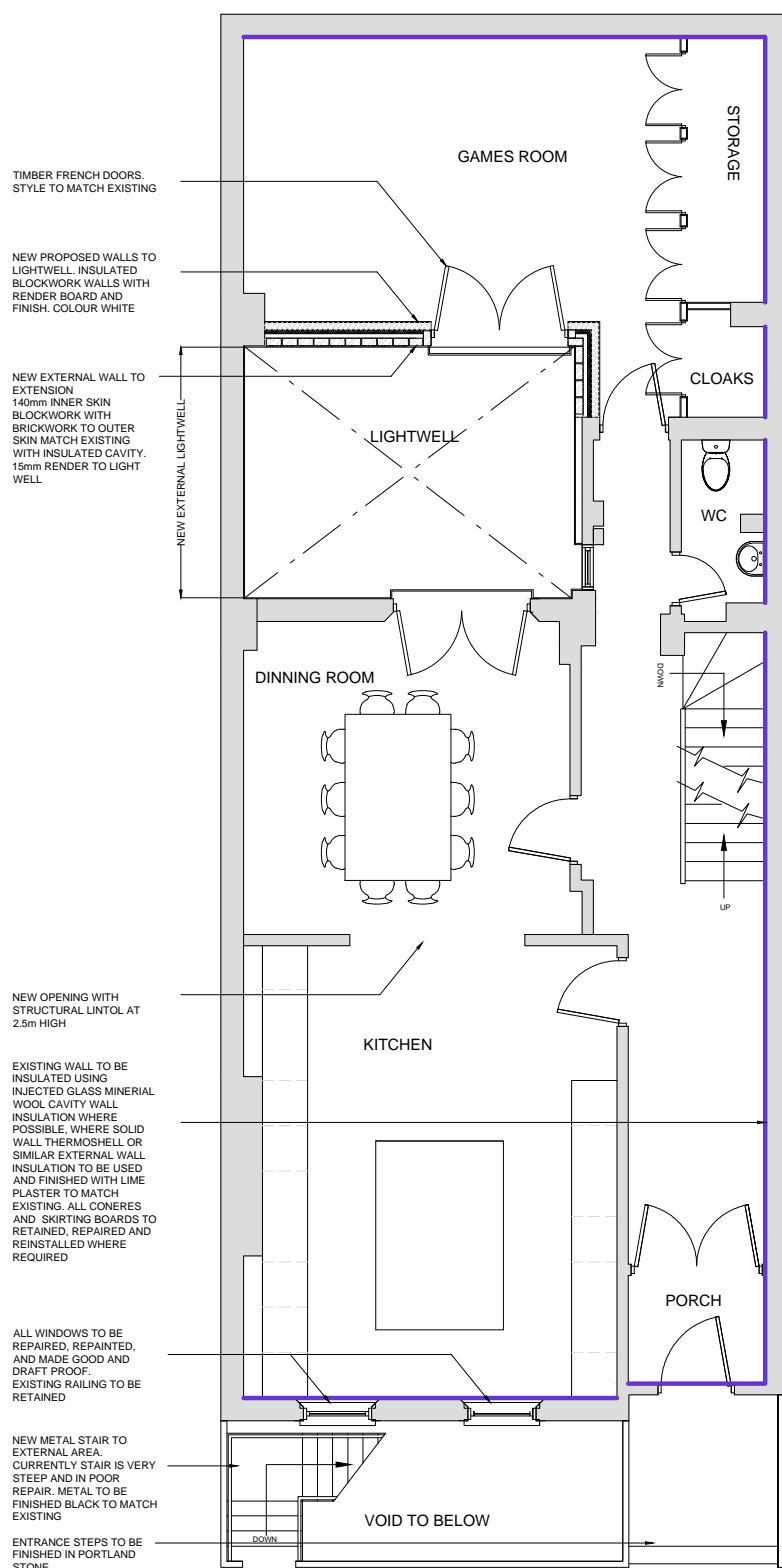 GAMES ROOM
STORAGE
TIMBER FRENCH DOORS.
STYLE TO MATCH EXISTING
NEW PROPOSED WALLS TO
LIGHTWELL. INSULATED
BLOCKWORK WALLS WITH
RENDER BOARD AND
FINISH. COLOUR WHITE
NEW EXTERNAL WALL TO
EXTENSION
140mm INNER SKIN
BLOCKWORK WITH
BRICKWORK TO OUTER
SKIN MATCH EXISTING
WITH INSULATED CAVITY.
15mm RENDER TO LIGHT
WELL
CLOAKS
LIGHTWELL
NEW EXTERNAL LIGHTWELL
WC
DINNING ROOM
DOWN
UP
NEW OPENING WITH
STRUCTURAL LINTOL AT
2.5m HIGH
KITCHEN
EXISTING WALL TO BE
INSULATED USING
INJECTED GLASS MINERIAL
WOOL CAVITY WALL
INSULATION WHERE
POSSIBLE, WHERE SOLID
WALL THERMOSHELL OR
SIMILAR EXTERNAL WALL
INSULATION TO BE USED
AND FINISHED WITH LIME
PLASTER TO MATCH
EXISTING. ALL CONERES
AND SKIRTING BOARDS TO
RETAINED, REPAIRED AND
REINSTALLED WHERE
REQUIRED
PORCH
ALL WINDOWS TO BE
REPAIRED, REPAINTED,
AND MADE GOOD AND
DRAFT PROOF.
EXISTING RAILING TO BE
RETAINED
NEW METAL STAIR TO
EXTERNAL AREA.
CURRENTLY STAIR IS VERY
STEEP AND IN POOR
REPAIR. METAL TO BE
FINISHED BLACK TO MATCH
EXISTING
VOID TO BELOW
DOWN
ENTRANCE STEPS TO BE
FINISHED IN PORTLAND
STONE